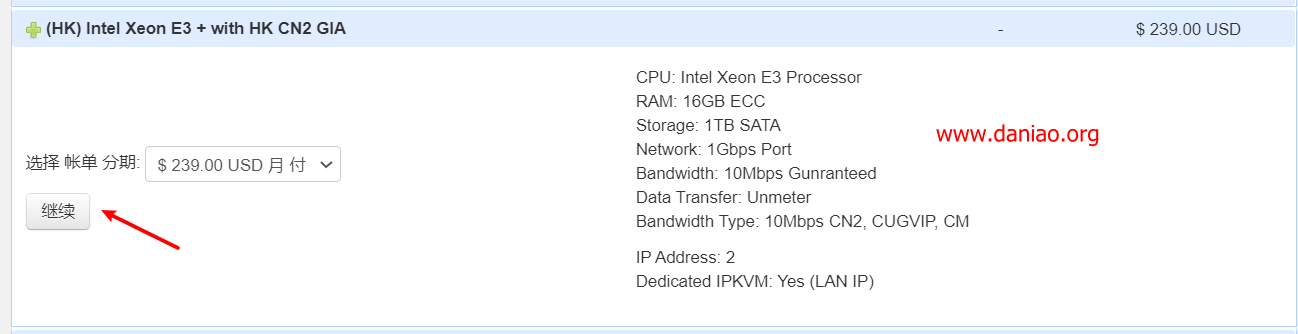 (HK) Intel Xeon E3 + with HK CN2 GIA - $ 239.00 USD
CPU: Intel Xeon E3 Processor
RAM: 16GB ECC
Storage: 1TB SATA
www.daniao.org
Network: 1Gbps Port
选择 帐单 分期: $ 239.00 USD 月 付
Bandwidth: 10Mbps Gunranteed
Data Transfer: Unmeter
继续
Bandwidth Type: 10Mbps CN2, CUGVIP, CM
IP Address: 2
Dedicated IPKVM: Yes (LAN IP)